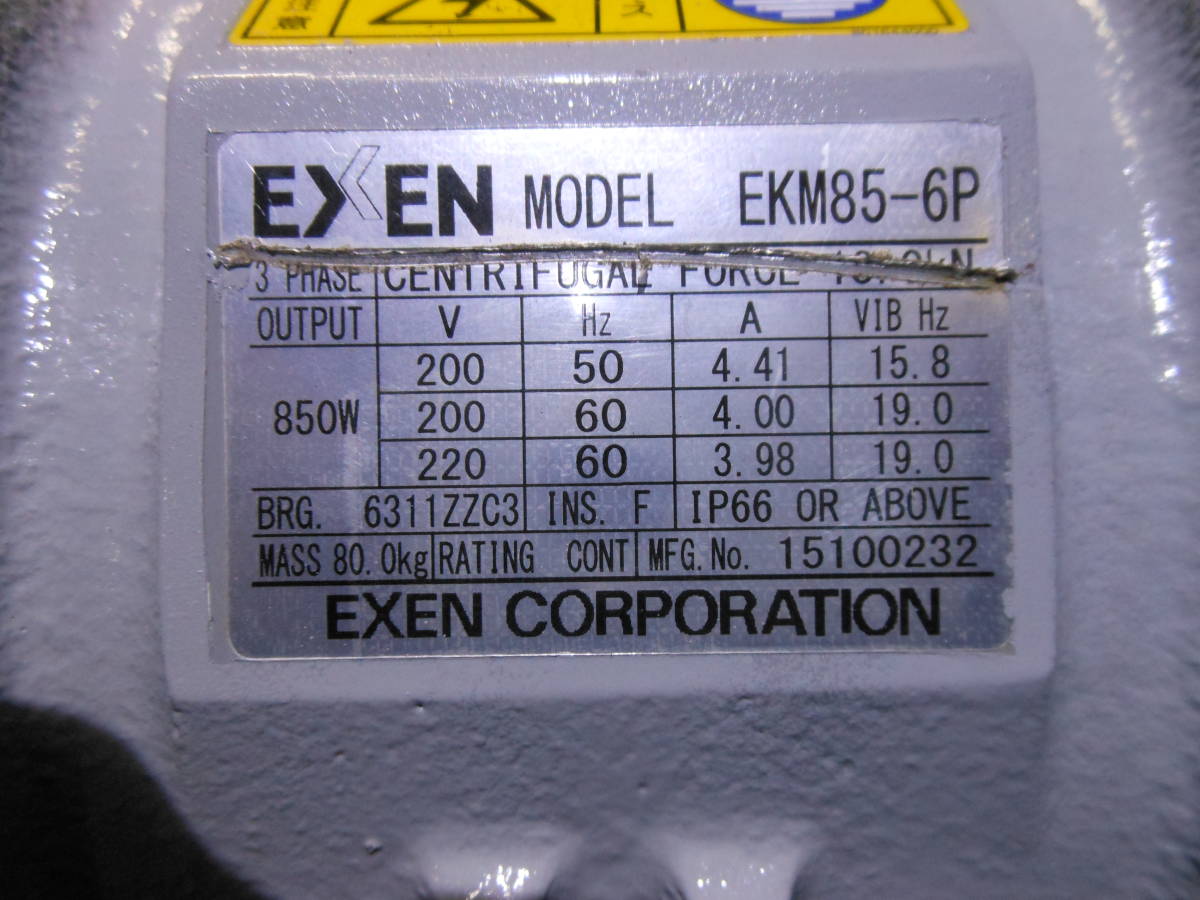 EXEN MODEL EKM85-6P
3 PHASE CENTRIFUGAL FORCE
OUTPUT V Hz A VIB Hz
200 50 4.41 15.8
850W 200 60 4.00 19.0
220 60 3.98 19.0
BRG. 6311ZZC3 INS. F IP66 OR ABOVE
MASS 80.0kg RATING CONT MFG.No. 15100232
EXEN CORPORATION